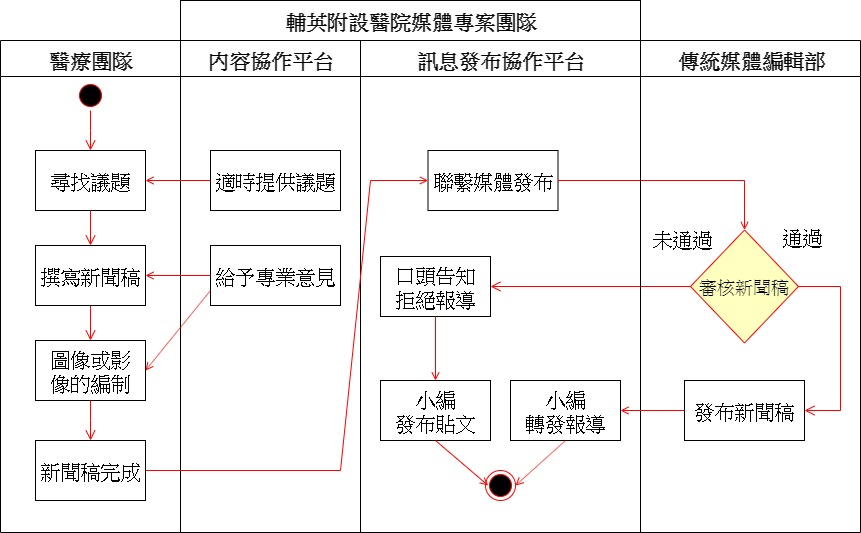 輔英附設醫院媒體專案團隊
醫療團隊
內容協作平台
訊息發布協作平台
傳統媒體編輯部
尋找議題
適時提供議題
聯繫媒體發布
未通過
通過
撰寫新聞稿
給予專業意見
口頭告知
拒絕報導
審核新聞稿
圖像或影
像的編制
小編
發布貼文
小編
轉發報導
發布新聞稿
新聞稿完成